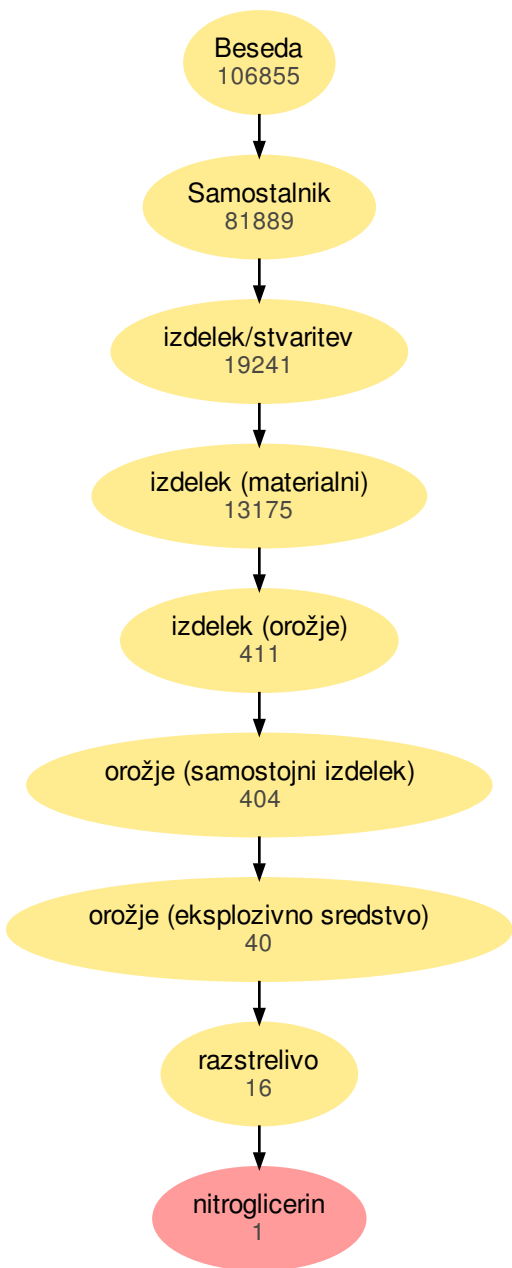 Beseda
106855
Samostalnik
81889
izdelek/stvaritev
19241
izdelek (materialni)
13175
izdelek (orožje)
411
orožje (samostojni izdelek)
404
orožje (eksplozivno sredstvo)
40
razstrelivo
16
nitroglicerin
1